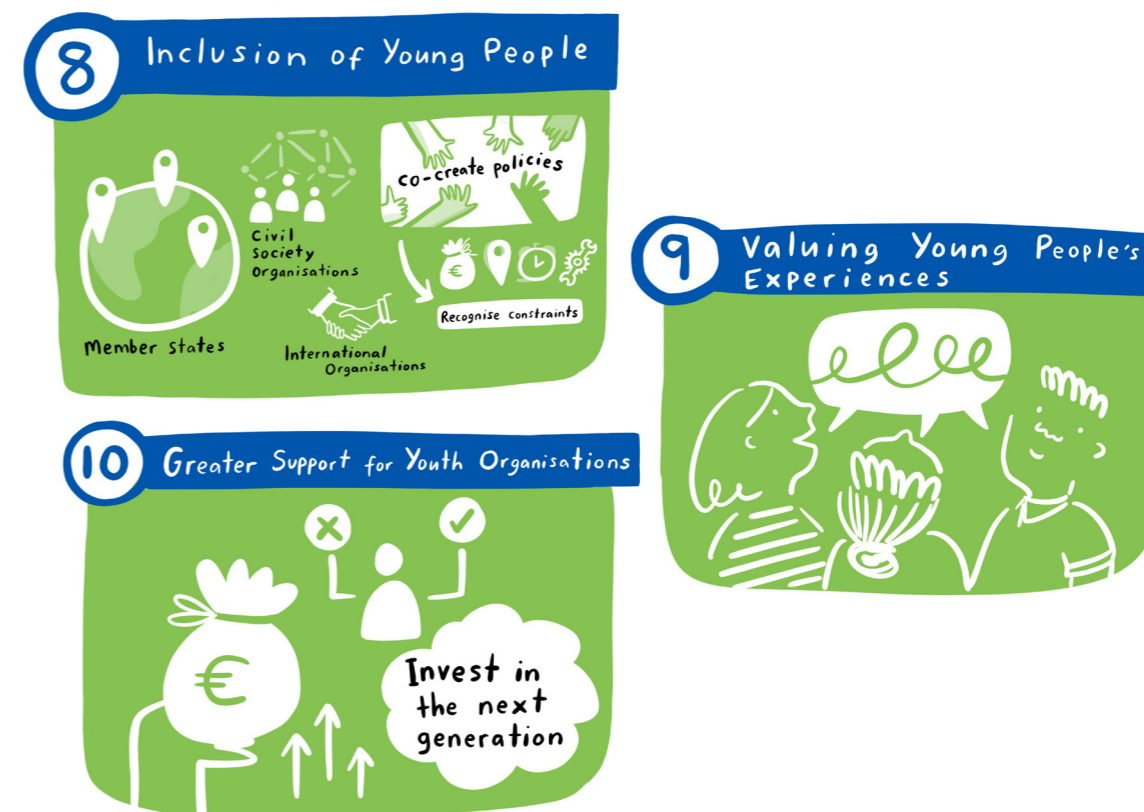 8
Inclusion of Young People
co-create policies
Civil
Society
Organisations
€
Recognise constraints
Member states
International
Organisations
9
Valuing Young People's
Experiences
10
Greater Support for Youth Organisations
€
Invest in
the next
generation